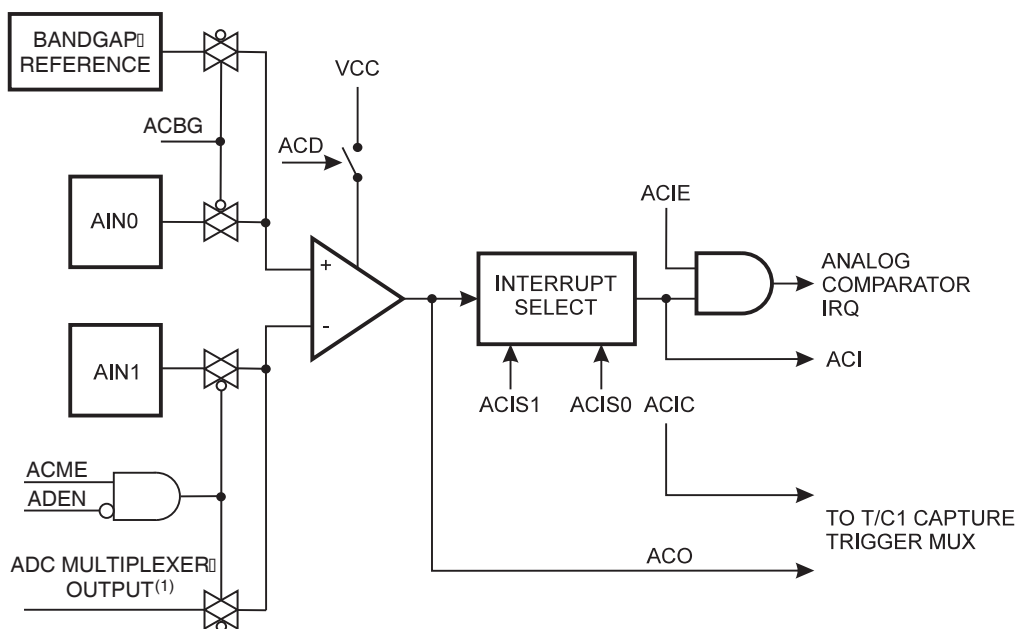 BANDGAP
REFERENCE
VCC
ACBG
ACD
AIN0
ACIE
+
INTERRUPT
SELECT
ANALOG
COMPARATOR
IRQ
-
AIN1
ACI
ACIS1
ACIS0
ACIC
ACME
ADEN
TO T/C1 CAPTURE
TRIGGER MUX
ADC MULTIPLEXER
OUTPUT(1)
ACO